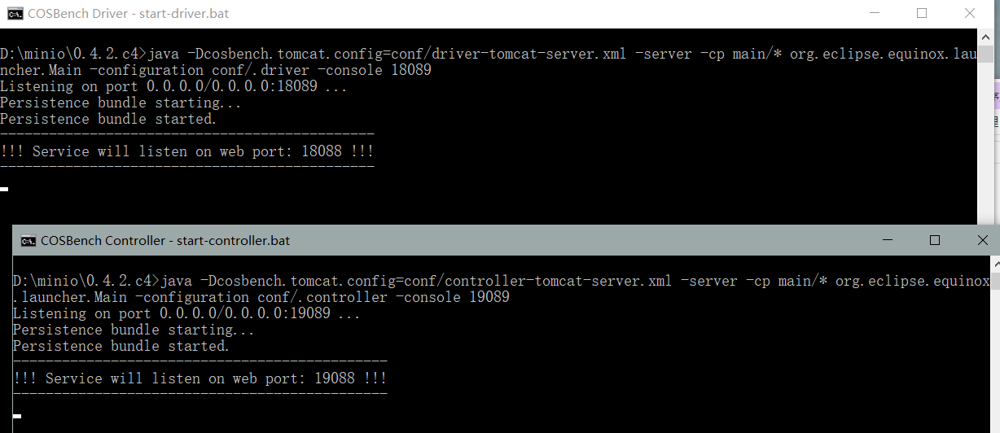 COSBench Driver - start-driver.bat
D:\minio\0.4.2.c4>java -Dcosbench.tomcat.config=conf/driver-tomcat-server.xml -server -cp main/* org.eclipse.equinox.lau
ncher.Main -configuration conf/.driver -console 18089
Listening on port 0.0.0.0/0.0.0.0:18089 ...
Persistence bundle starting...
Persistence bundle started.
----------------------------------------------
!!! Service will listen on web port: 18088 !!!
----------------------------------------------
COSBench Controller - start-controller.bat
D:\minio\0.4.2.c4>java -Dcosbench.tomcat.config=conf/controller-tomcat-server.xml -server -cp main/* org.eclipse.equinox
.launcher.Main -configuration conf/.controller -console 19089
Listening on port 0.0.0.0/0.0.0.0:19089 ...
Persistence bundle starting...
Persistence bundle started.
----------------------------------------------
!!! Service will listen on web port: 19088 !!!
----------------------------------------------